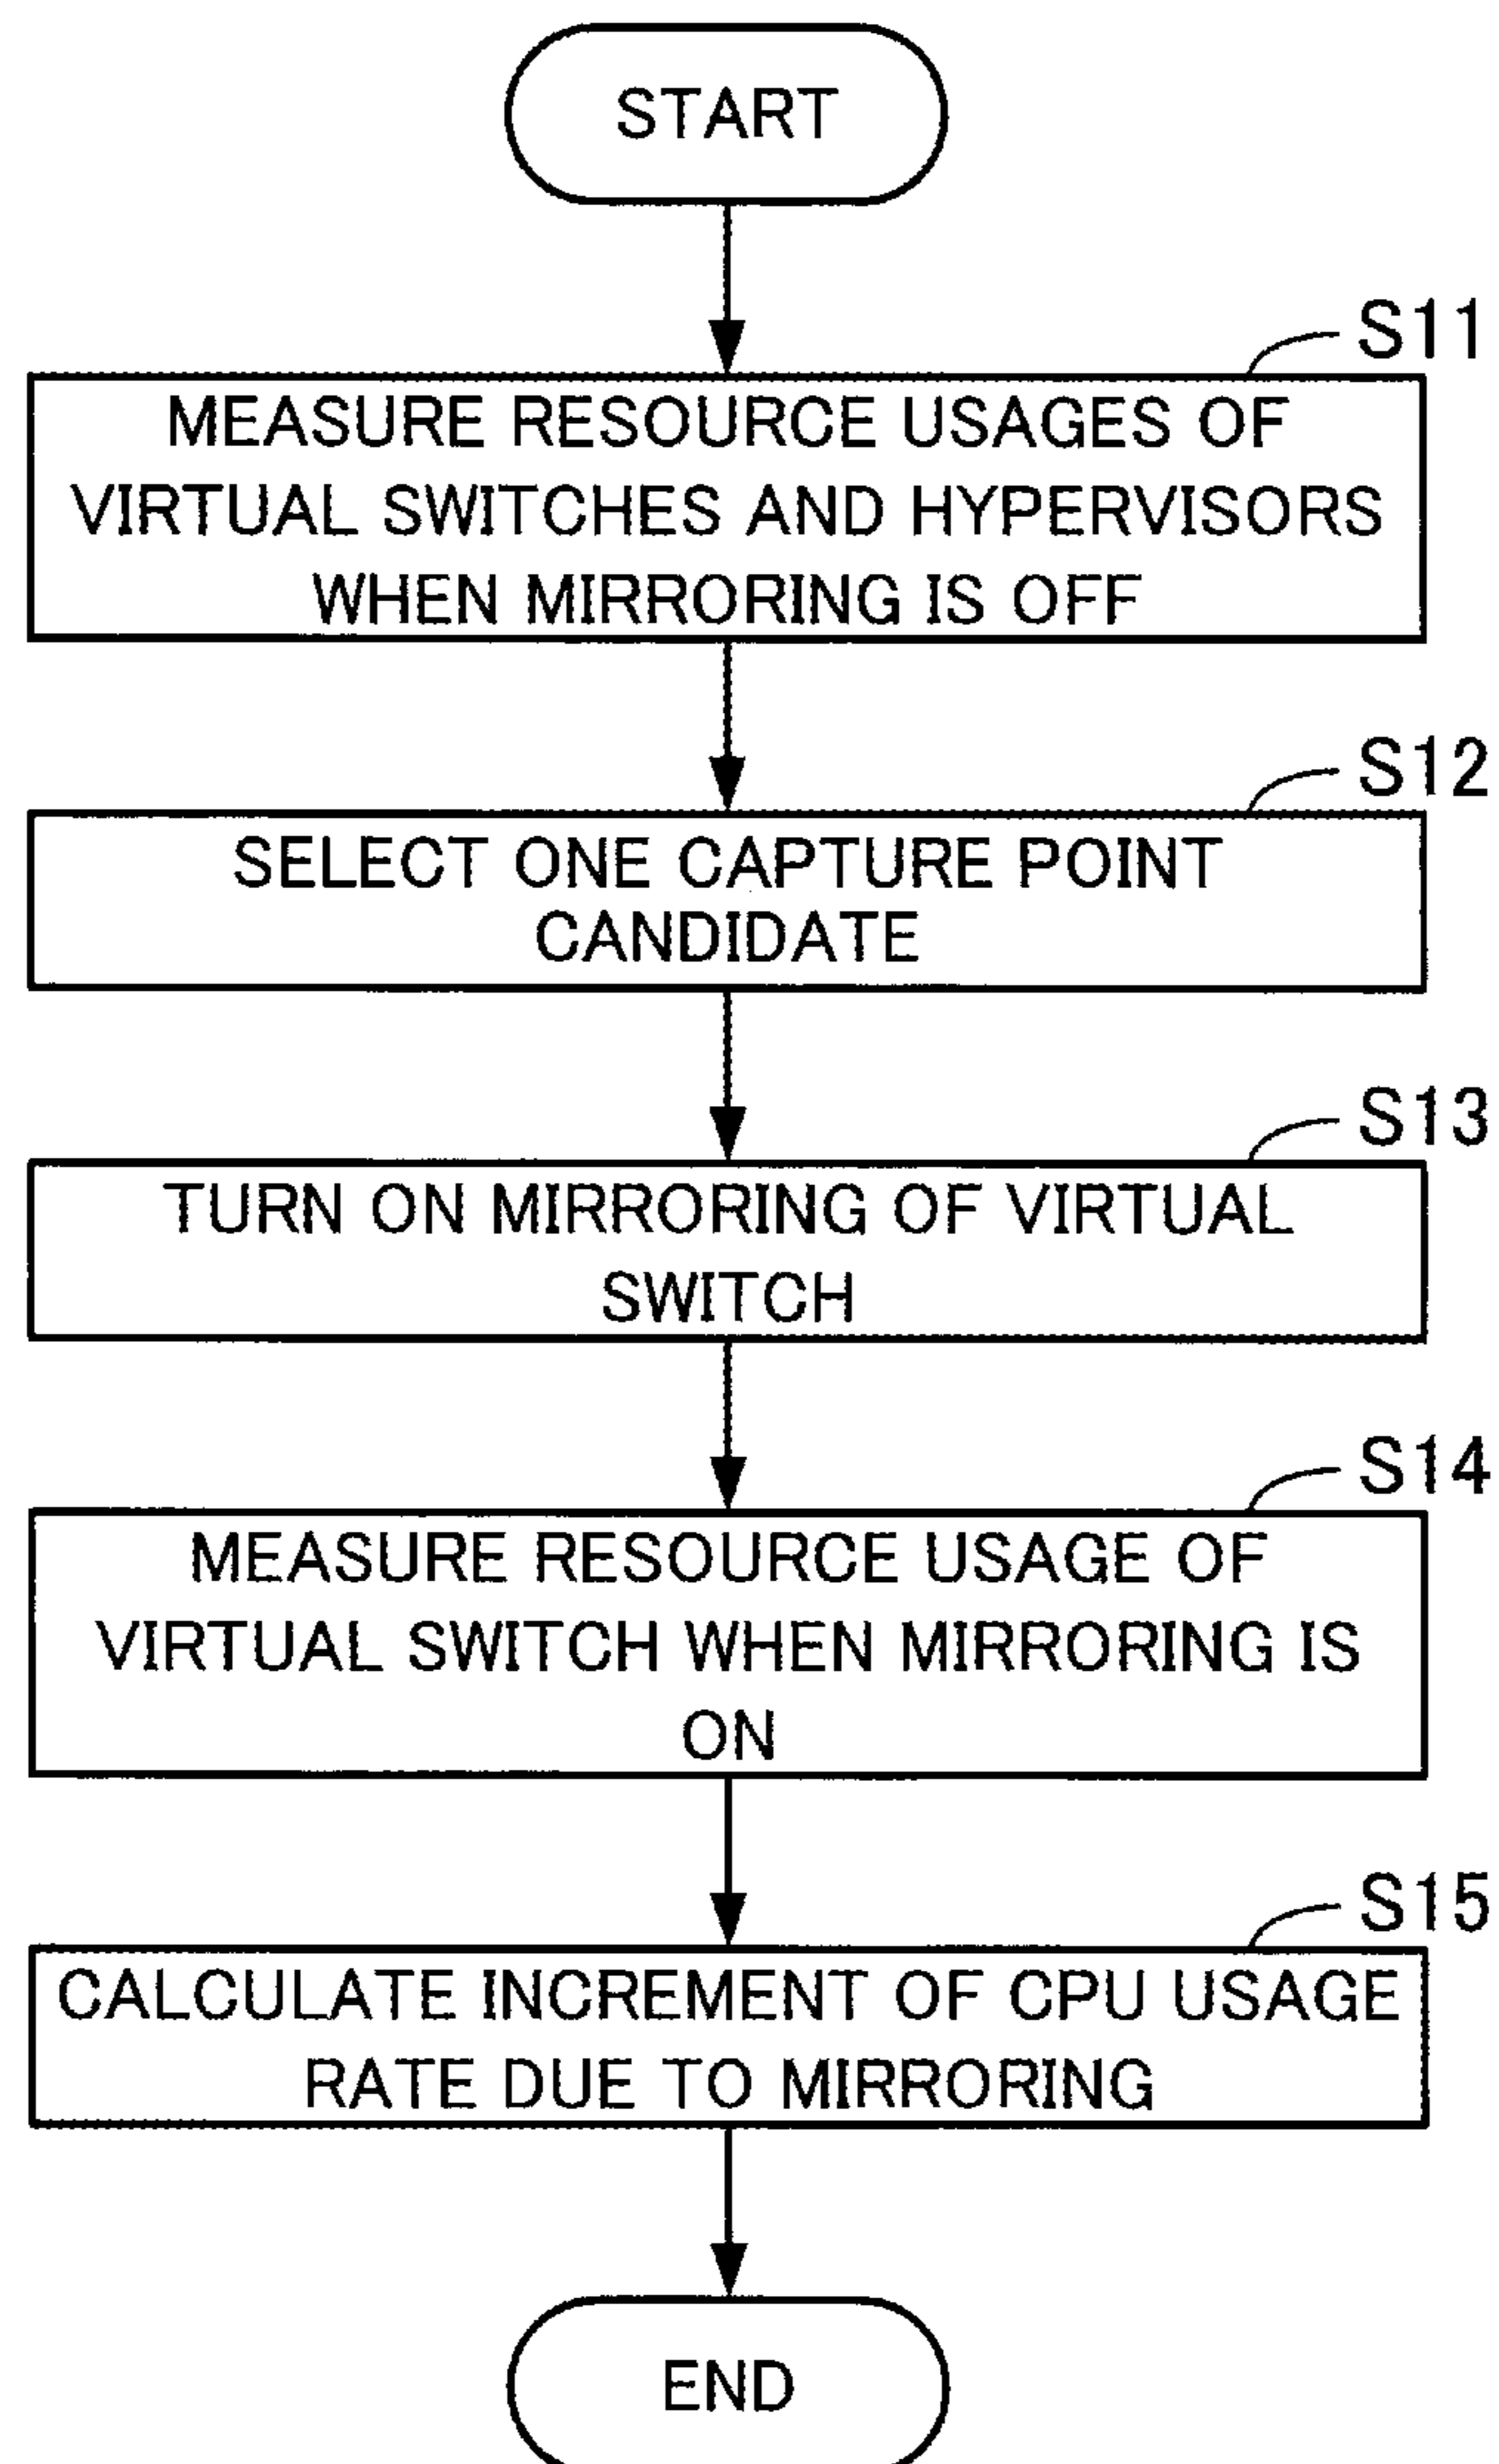 START
S11
MEASURE RESOURCE USAGES OF
VIRTUAL SWITCHES AND HYPERVISORS
WHEN MIRRORING IS OFF
S12
SELECT ONE CAPTURE POINT
CANDIDATE
S13
TURN ON MIRRORING OF VIRTUAL
SWITCH
S14
MEASURE RESOURCE USAGE OF
VIRTUAL SWITCH WHEN MIRRORING IS
ON
S15
CALCULATE INCREMENT OF CPU USAGE
RATE DUE TO MIRRORING
END